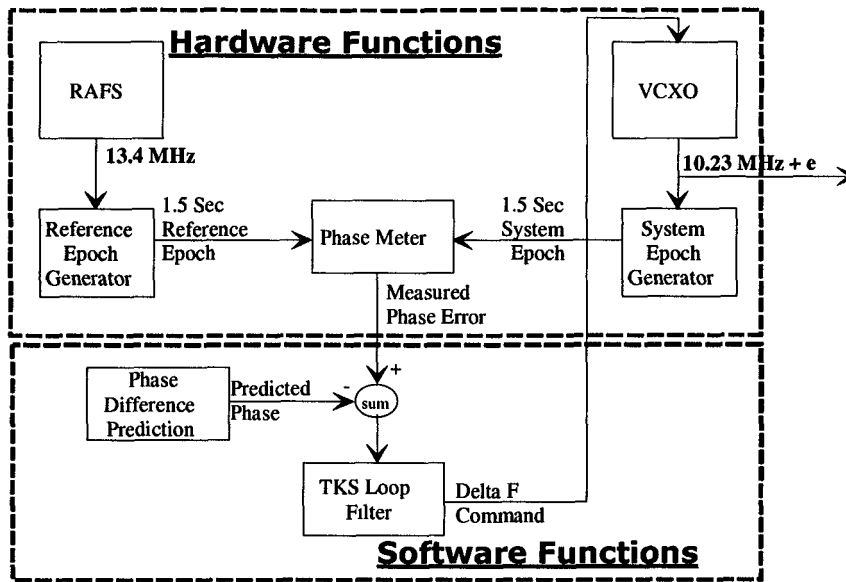 Hardware Functions
RAFS
VCXO
13.4 MHz
10.23 MHz + e
Reference
Epoch
Generator
1.5 Sec
Reference
Epoch
Phase Meter
1.5 Sec
System
Epoch
System
Epoch
Generator
Measured
Phase Error
Phase
Difference
Prediction
Predicted
Phase
-
+
sum
TKS Loop
Filter
Delta F
Command
Software Functions